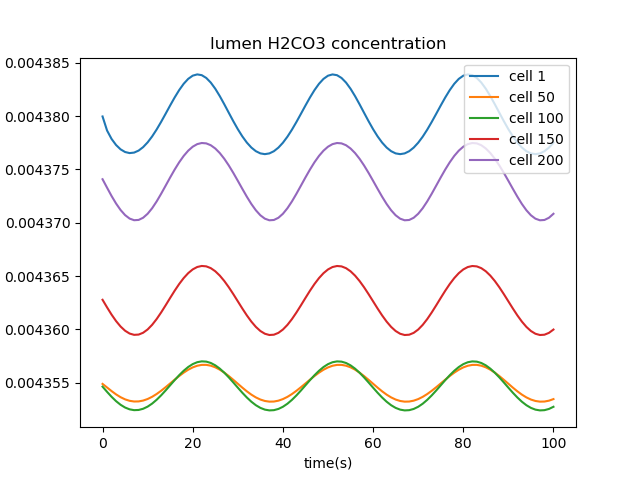 lumen H2CO3 concentration
0.004385
0.004380
0.004375
0.004370
0.004365
0.004360
0.004355
cell 1
cell 50
cell 100
cell 150
cell 200
0 20 40 60 80 100
time(s)